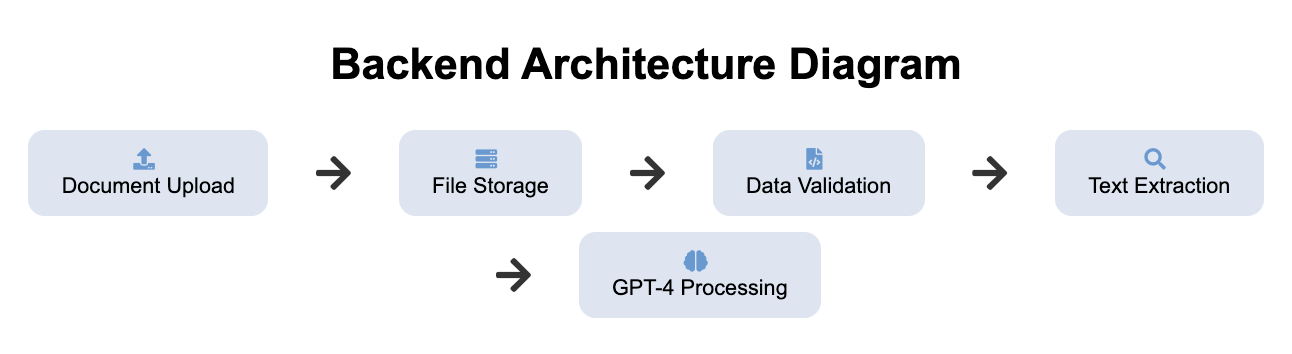 Backend Architecture Diagram
Document Upload
File Storage
Data Validation
Text Extraction
GPT-4 Processing